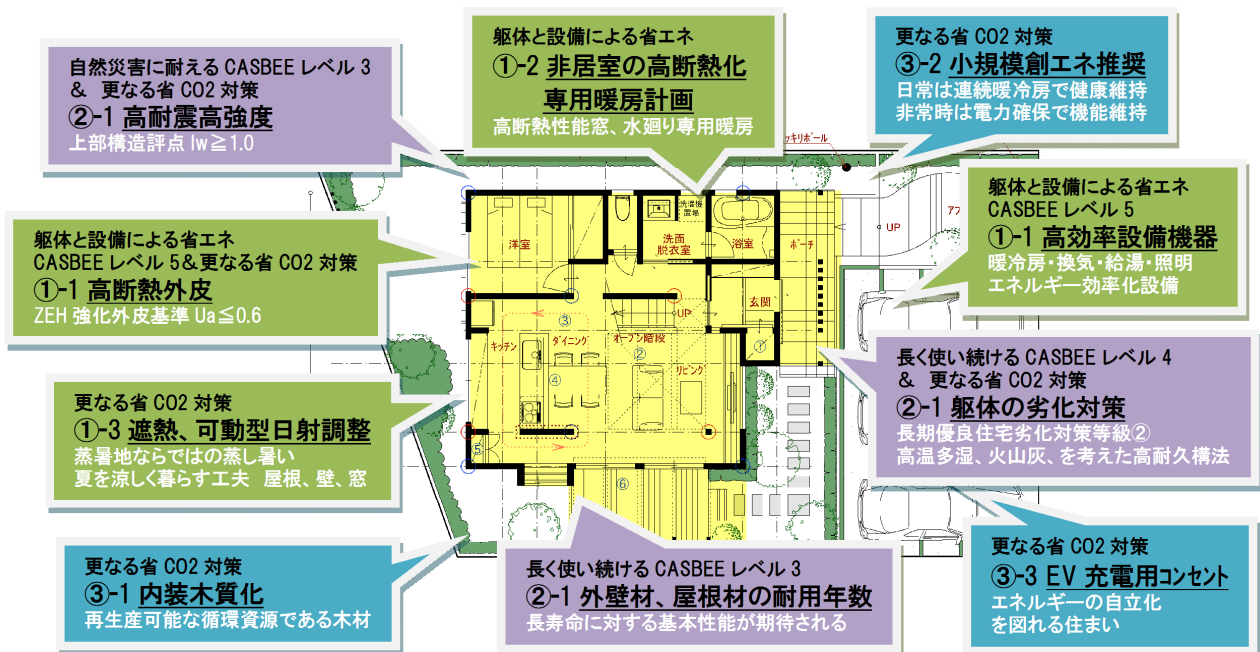 躯体と設備による省エネ
①-2 非居室の高断熱化
専用暖房計画
高断熱性能窓、水廻り専用暖房
更なる省 CO2 対策
③-2 小規模創エネ推奨
日常は連続暖冷房で健康維持
非常時は電力確保で機能維持
自然災害に耐える CASBEE レベル 3
& 更なる省 CO2 対策
②-1 高耐震高強度
上部構造評点 Iw≧1.0
躯体と設備による省エネ
CASBEE レベル 5
①-1 高効率設備機器
暖冷房・換気・給湯・照明
エネルギー効率化設備
躯体と設備による省エネ
CASBEE レベル 5&更なる省 CO2 対策
①-1 高断熱外皮
ZEH 強化外皮基準 Ua≦0.6
長く使い続ける CASBEE レベル 4
& 更なる省 CO2 対策
②-1 躯体の劣化対策
長期優良住宅劣化対策等級②
高温多湿、火山灰、を考えた高耐久構法
更なる省 CO2 対策
①-3 遮熱、可動型日射調整
蒸暑地ならではの蒸し暑い
夏を涼しく暮らす工夫 屋根、壁、窓
更なる省 CO2 対策
③-1 内装木質化
再生産可能な循環資源である木材
長く使い続ける CASBEE レベル 3
②-1 外壁材、屋根材の耐用年数
長寿命に対する基本性能が期待される
更なる省 CO2 対策
③-3 EV 充電用コンセント
エネルギーの自立化
を図れる住まい
ッキリポール
洋室
洗濯機
置場
洗面
脱衣室
浴室
ポーチ
UP
アプ
玄関
UP
①
③
キッチン
ダイニング
オープン階段
②
④
リビング
⑤
⑥